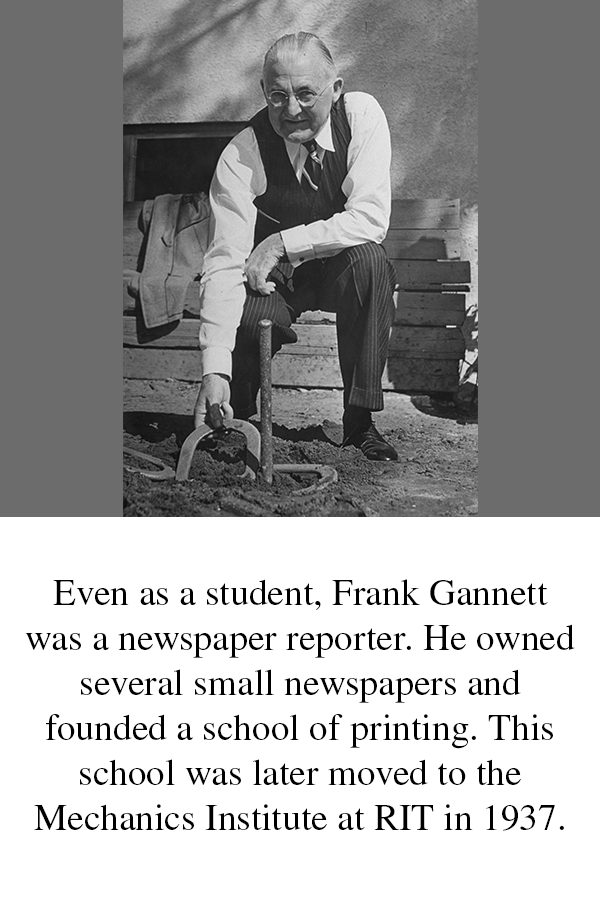 Even as a student, Frank Gannett
was a newspaper reporter. He owned
several small newspapers and
founded a school of printing. This
school was later moved to the
Mechanics Institute at RIT in 1937.